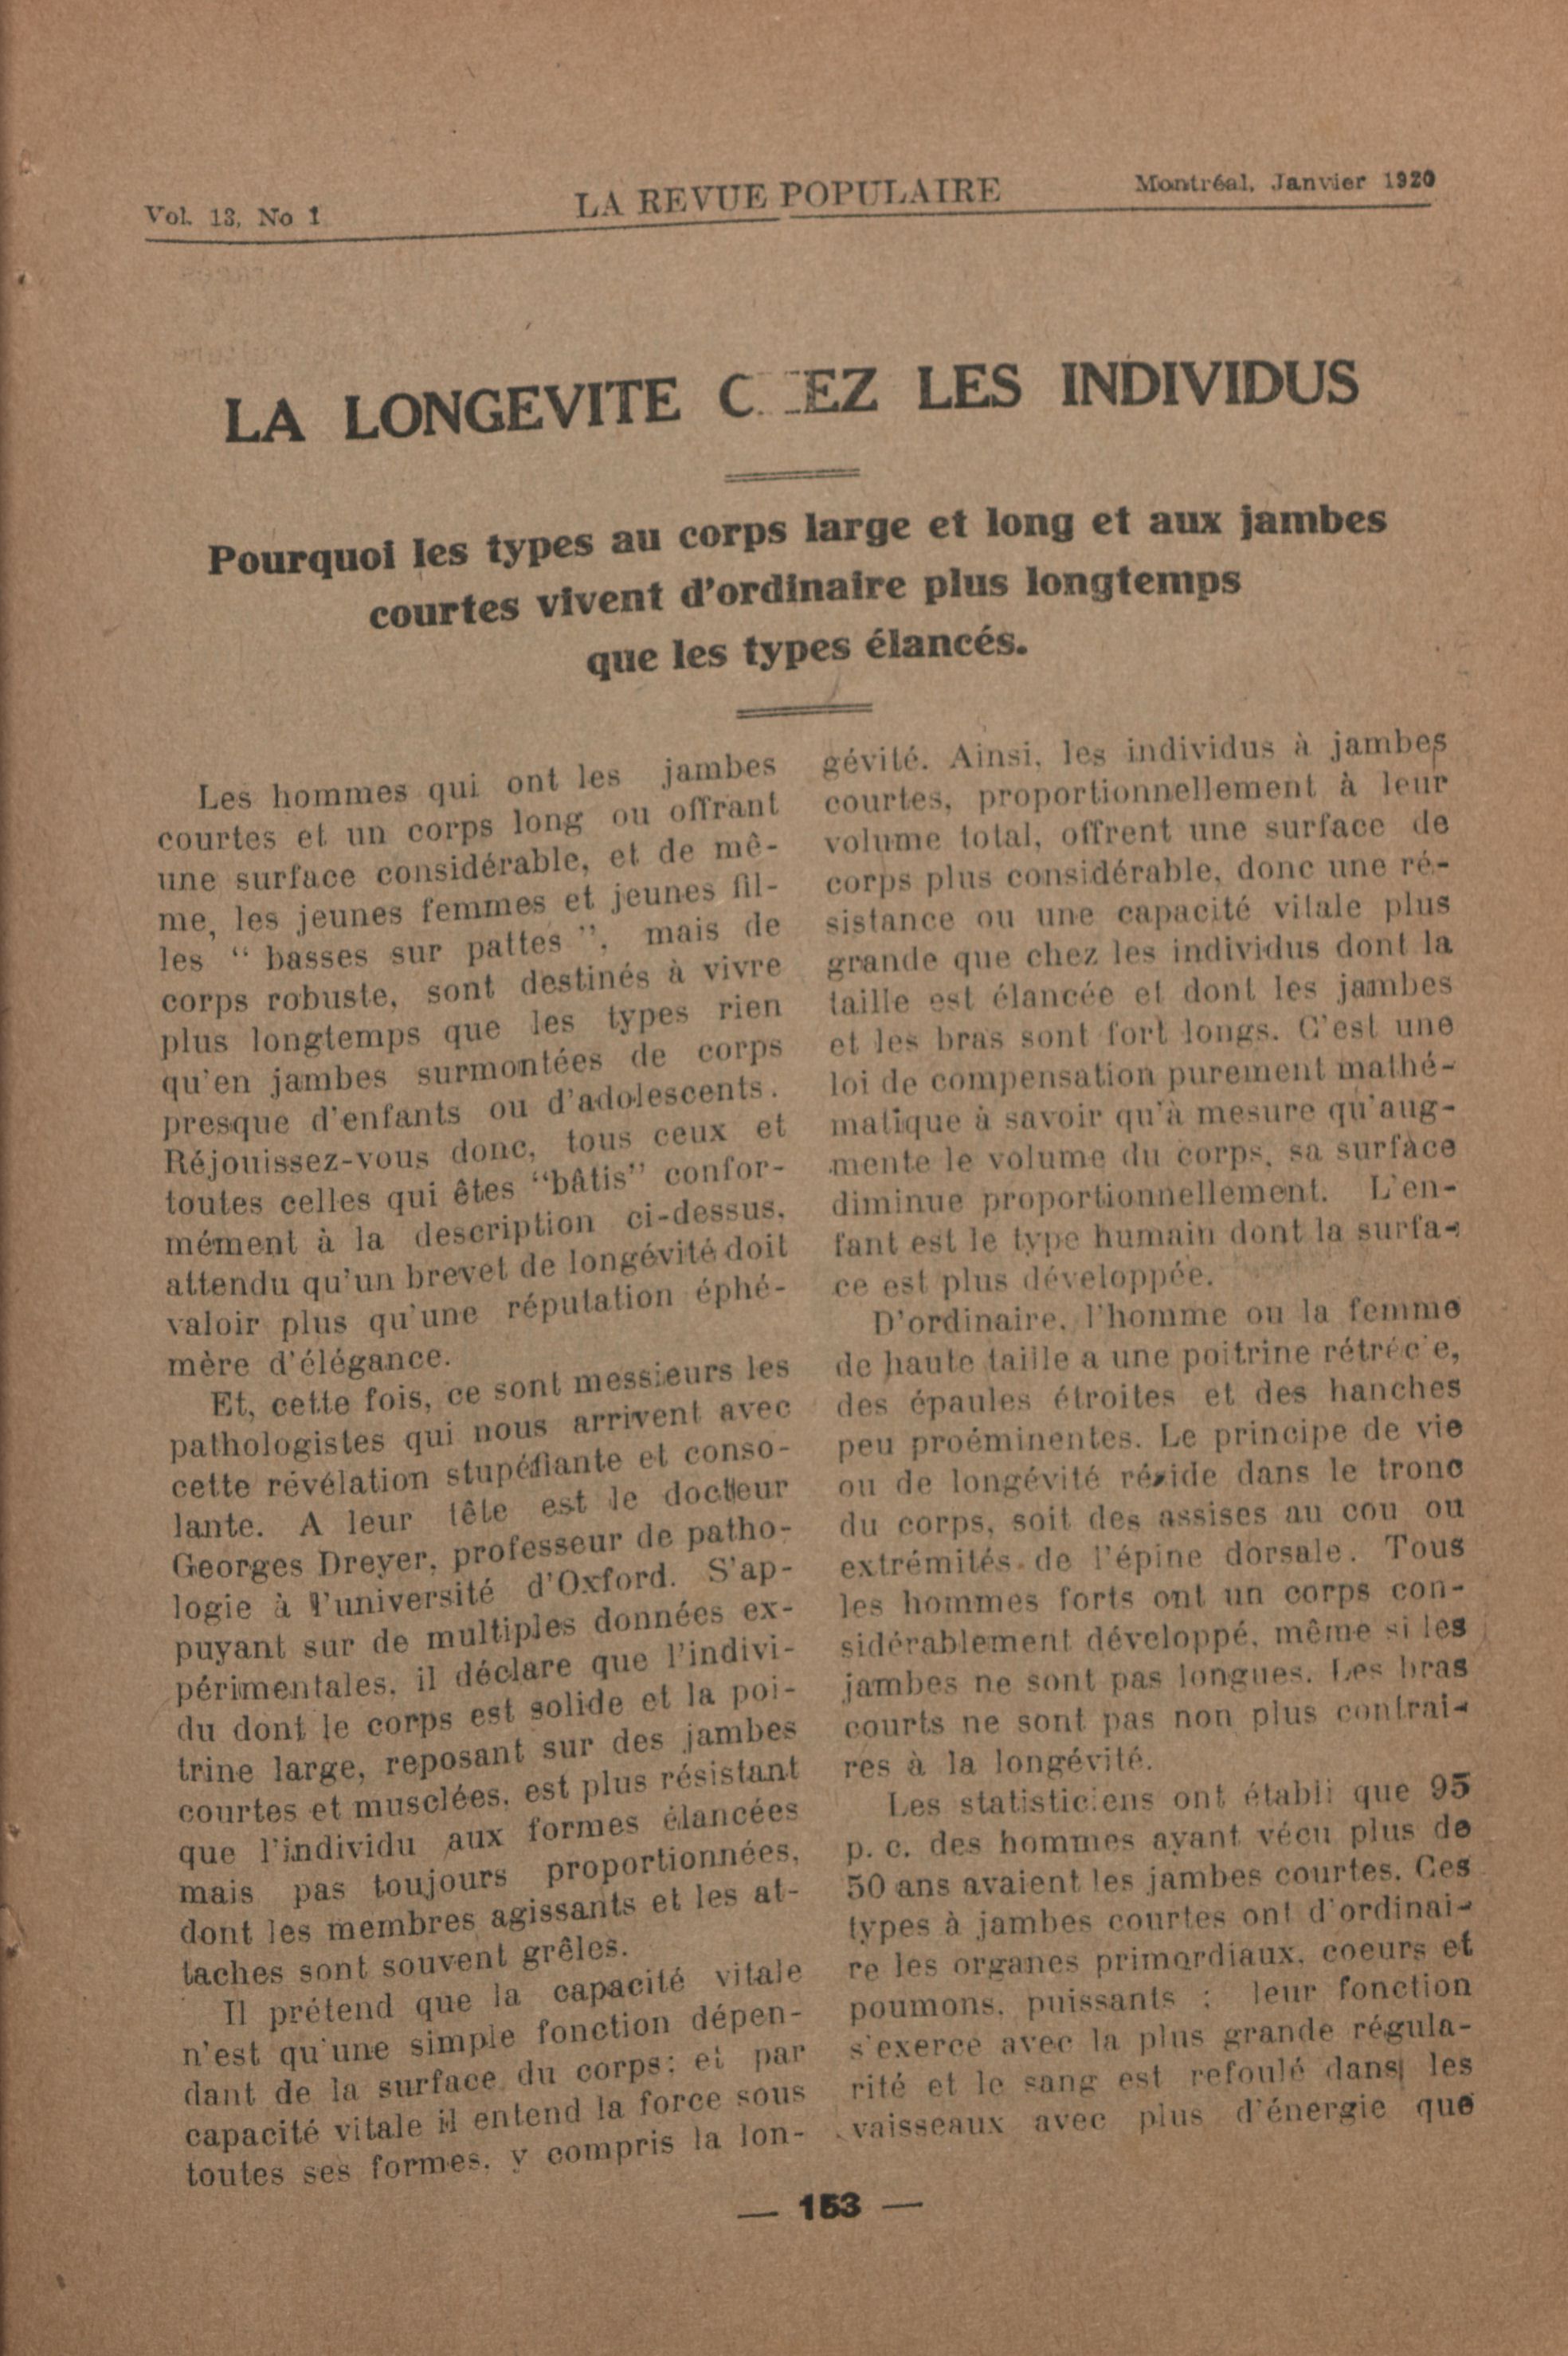 Vol. 13, No 1
LA REVUE POPULAIRE
Montréal, Janvier 1920
LA LONGEVITE C EZ LES INDIVIDUS
Pourquoi les types au corps large et long et aux jambes
courtes vivent d'ordinaire plus longtemps
que les types élancés.
Les hommes qui ont les jambes
courtes et un corps long ou offrant
une surface considérable, et de mê-
me, les jeunes femmes et jeunes fil-
les " basses sur pattes ", mais de
corps robuste, sont destinés à vivre
plus longtemps que les types rien
qu'en jambes surmontées de corps
presque d'enfants ou d'adolescents.
Réjouissez-vous donc, tous ceux et
toutes celles qui êtes "bâtis" confor-
mément à la description ci-dessus,
attendu qu'un brevet de longévité doit
valoir plus qu'une réputation éphé-
mère d'élégance.
Et, cette fois, ce sont messieurs les
pathologistes qui nous arrivent avec
cette révélation stupéfiante et conso-
lante. A leur tête est le docteur
Georges Dreyer, professeur de patho-
logie à l'université d'Oxford. S'ap-
puyant sur de multiples données ex-
périmentales, il déclare que l'indivi-
du dont le corps est solide et la poi-
trine large, reposant sur des jambes
courtes et musclées, est plus résistant
que l'individu aux formes élancées
mais pas toujours proportionnées,
dont les membres agissants et les at-
taches sont souvent grêles.
Il prétend que la capacité vitale
n'est qu'une simple fonction dépen-
dant de la surface du corps; et par
capacité vitale il entend la force sous
toutes ses formes, y compris la lon-
gévité. Ainsi, les individus à jambes
courtes, proportionnellement à leur
volume total, offrent une surface de
corps plus considérable, donc une ré-
sistance ou une capacité vitale plus
grande que chez les individus dont la
taille est élancée et dont les jambes
et les bras sont fort longs. C'est une
loi de compensation purement mathé-
matique à savoir qu'à mesure qu'aug-
mente le volume du corps, sa surface
diminue proportionnellement. L'en-
fant est le type humain dont la surfa-
ce est plus développée.
D'ordinaire, l'homme ou la femme
de haute taille a une poitrine rétrécie,
des épaules étroites et des hanches
peu proéminentes. Le principe de vie
ou de longévité réside dans le tronc
du corps, soit des assises au cou ou
extrémités de l'épine dorsale. Tous
les hommes forts ont un corps con-
sidérablement développé, même si les
jambes ne sont pas longues. Les bras
courts ne sont pas non plus contrai-
res à la longévité.
Les statisticiens ont établi que 95
p. c. des hommes ayant vécu plus de
50 ans avaient les jambes courtes. Ces
types à jambes courtes ont d'ordinai-
re les organes primordiaux, coeurs et
poumons, puissants : leur fonction
s'exerce avec la plus grande régula-
rité et le sang est refoulé dans les
vaisseaux avec plus d'énergie que
— 153 —